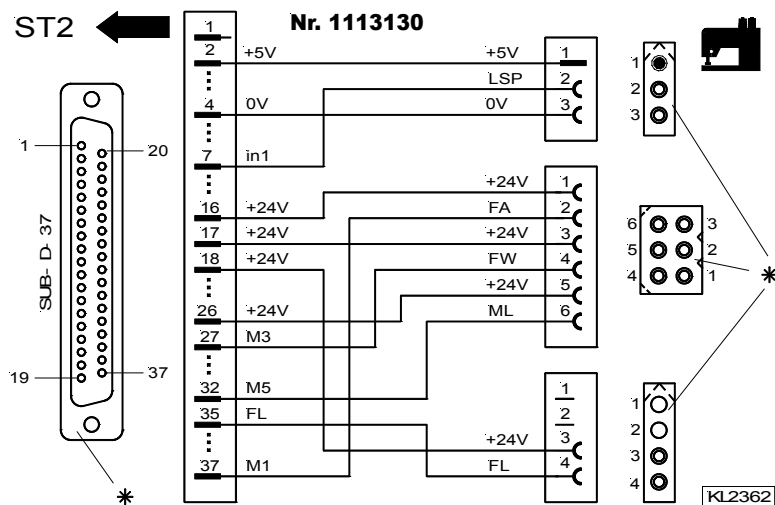 ST2
Nr. 1113130
1
2 +5V +5V 1
LSP 2
4 0V 0V 3
7 in1
16 +24V +24V 1
FA 2
17 +24V +24V 3
18 +24V FW 4
+24V 5
26 +24V ML 6
27 M3
32 M5 1
35 FL 2
+24V 3
37 M1 FL 4
1 20
SUB- D- 37
19 37
1
2
3
6 3
5 2
4 1
1
2
3
4
KL2362